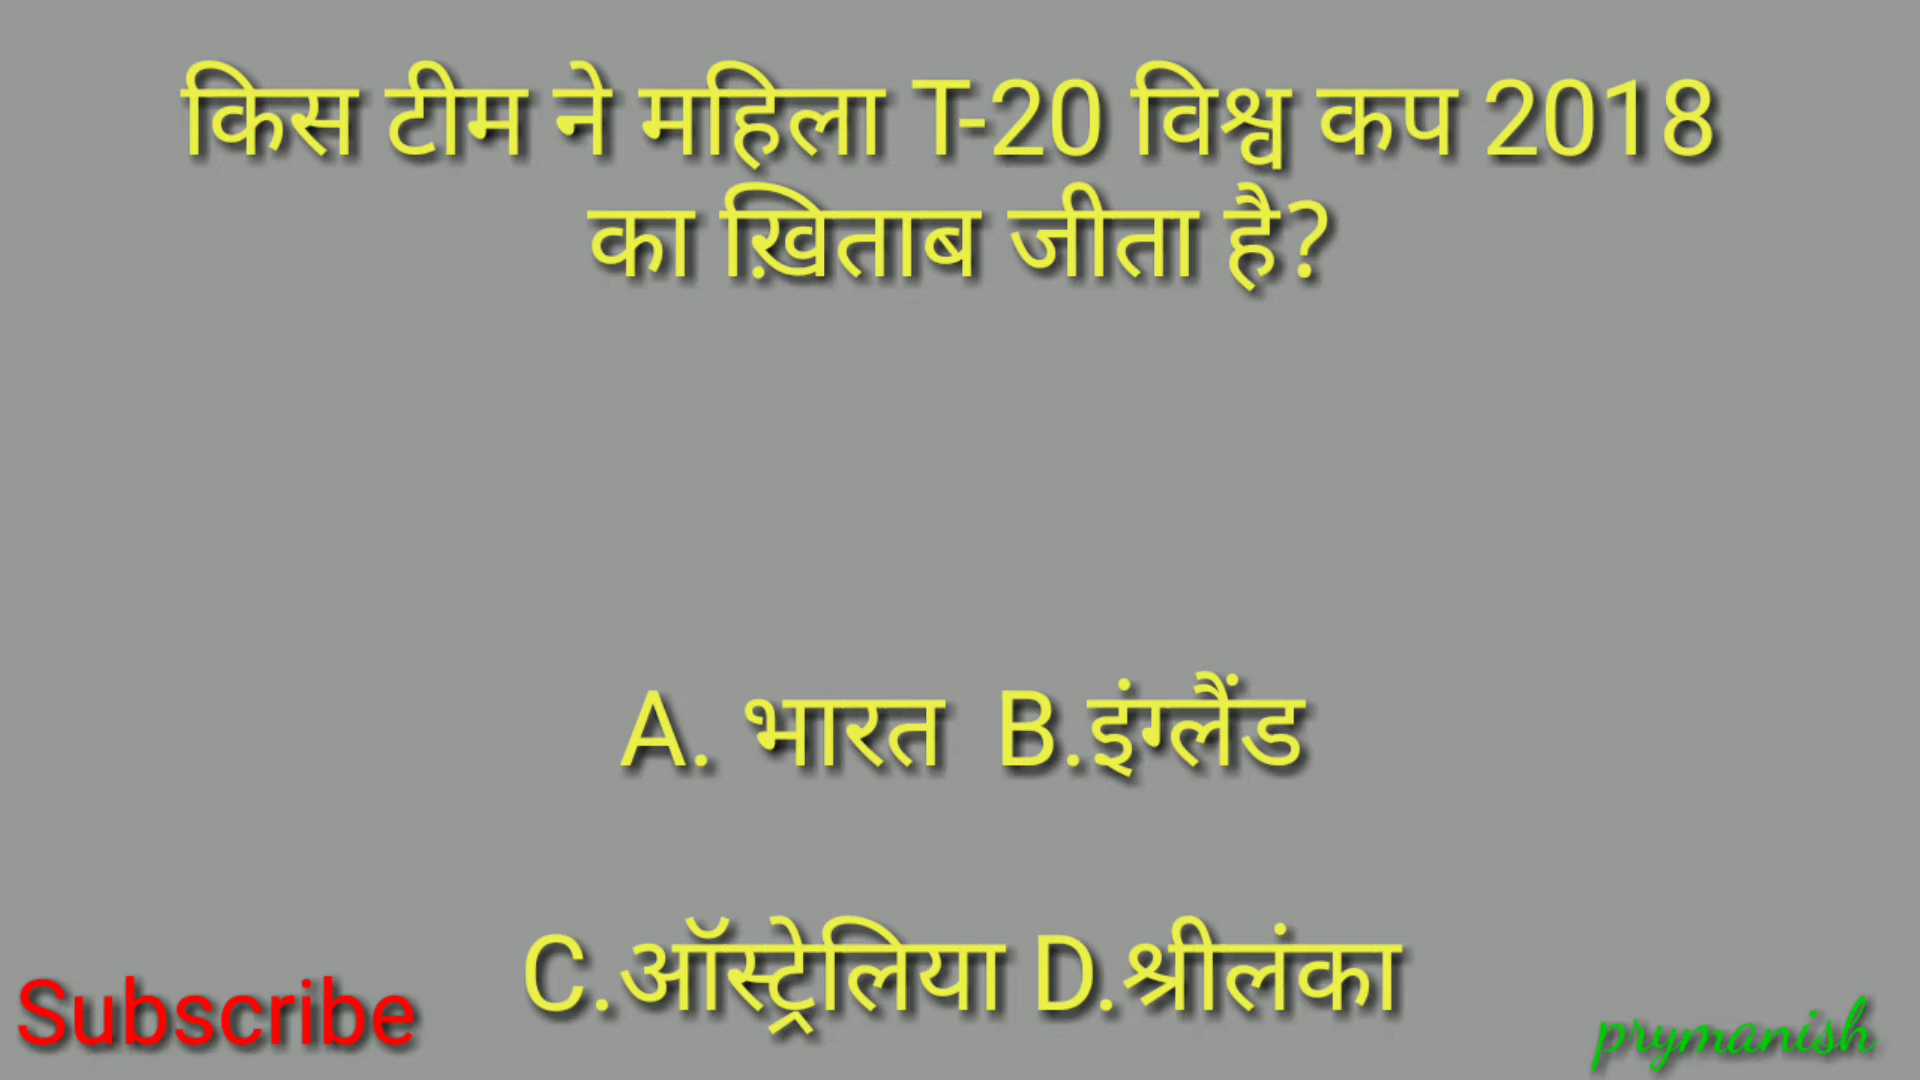 किस टीम ने महिला T-20 विश्व कप 2018
का ख़िताब जीता है?
A. भारत B.इंग्लैंड
C.ऑस्ट्रेलिया D.श्रीलंका
Subscribe
prymanish